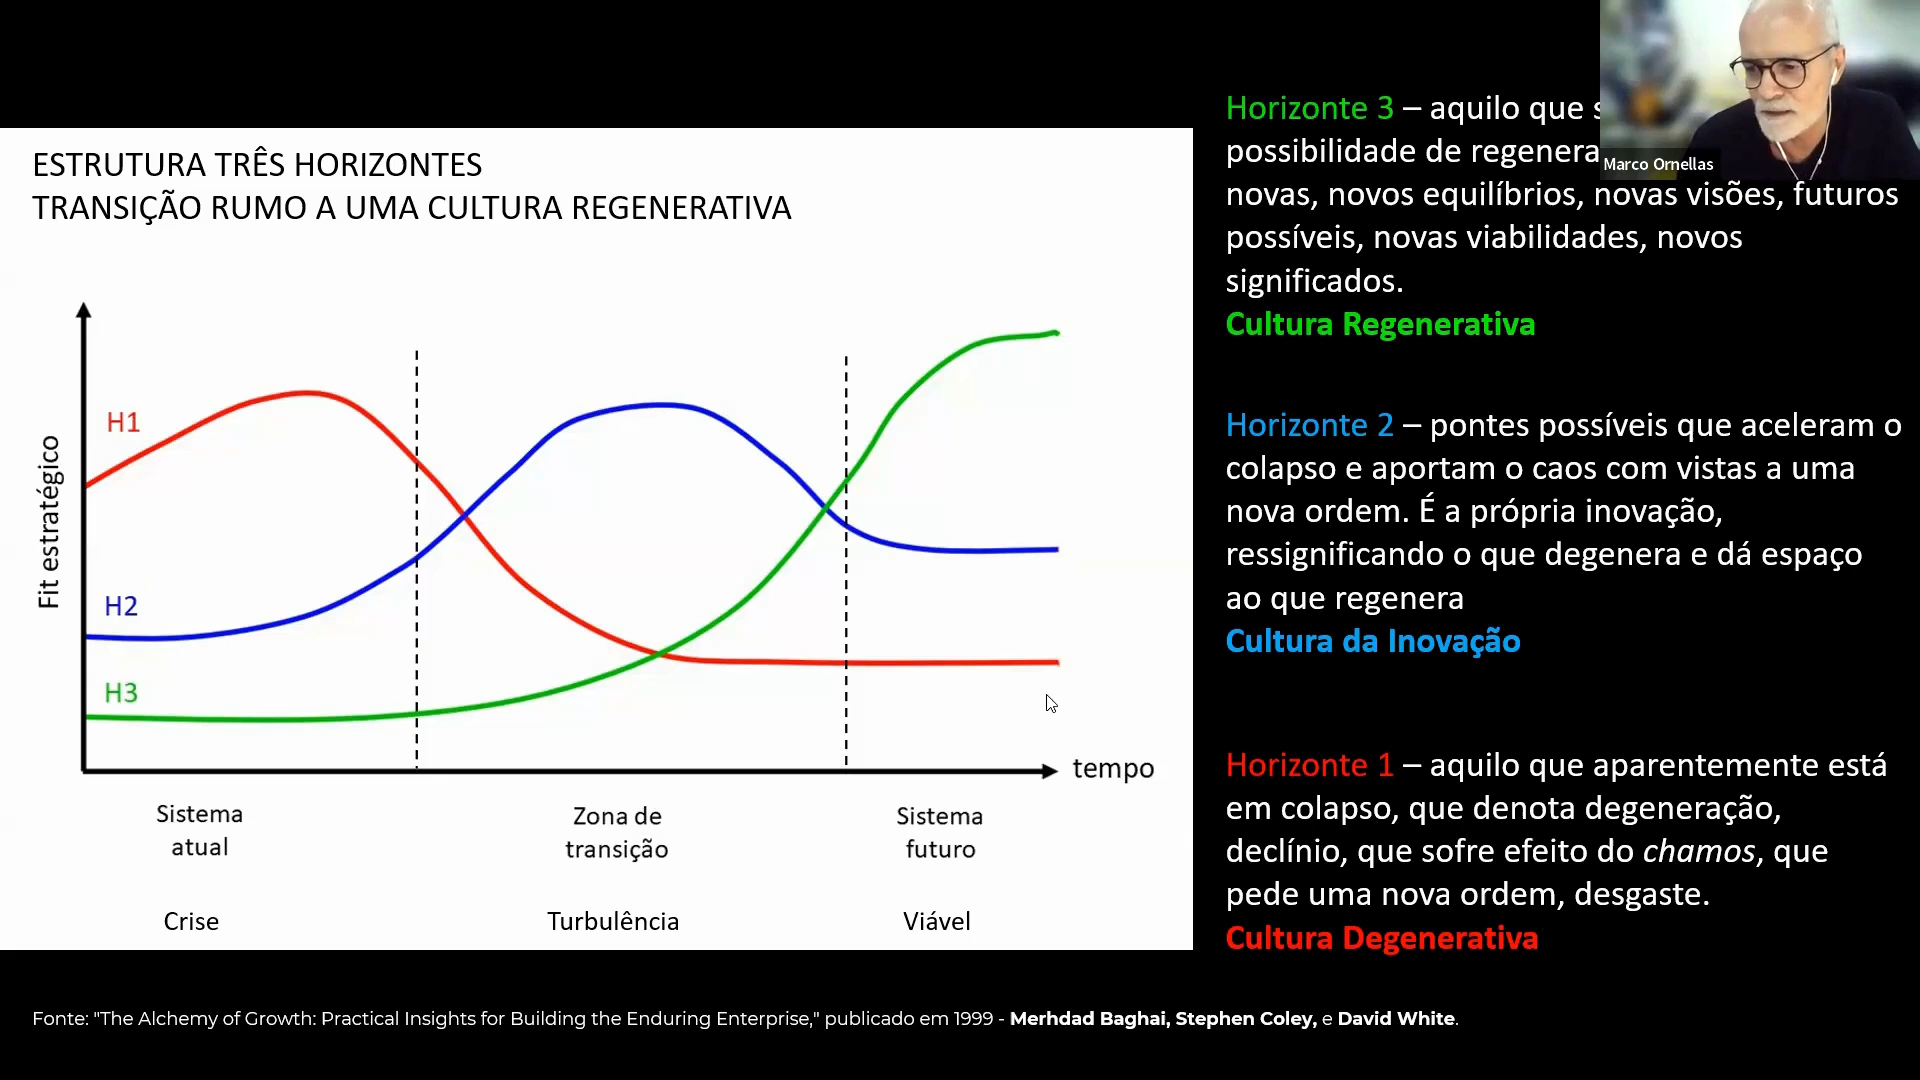 ESTRUTURA TRÊS HORIZONTES
TRANSIÇÃO RUMO A UMA CULTURA REGENERATIVA
Fit estratégico
H1
H2
H3
tempo
Sistema
atual
Zona de
transição
Sistema
futuro
Crise
Turbulência
Viável
Horizonte 3 – aquilo que
possibilidade de
novas, novos equilíbrios, novas visões, futuros
possíveis, novas viabilidades, novos
significados.
Cultura Regenerativa
Marco Ornellas
Horizonte 2 – pontes possíveis que aceleram o
colapso e aportam o caos com vistas a uma
nova ordem. É a própria inovação,
ressignificando o que degenera e dá espaço
ao que regenera
Cultura da Inovação
Horizonte 1 – aquilo que aparentemente está
em colapso, que denota degeneração,
declínio, que sofre efeito do chamos, que
pede uma nova ordem, desgaste.
Cultura Degenerativa
Fonte: "The Alchemy of Growth: Practical Insights for Building the Enduring Enterprise," publicado em 1999 - Merhdad Baghai, Stephen Coley, e David White.